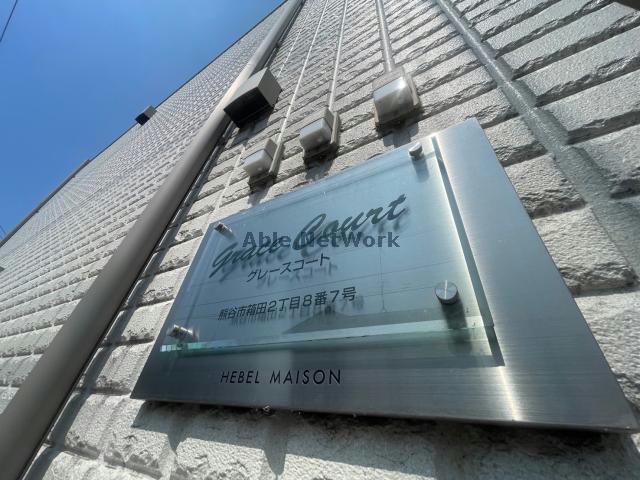 Grace Court
Able NetWork
グレースコート
熊谷市箱田2丁目8番7号
HEBEL MAISON